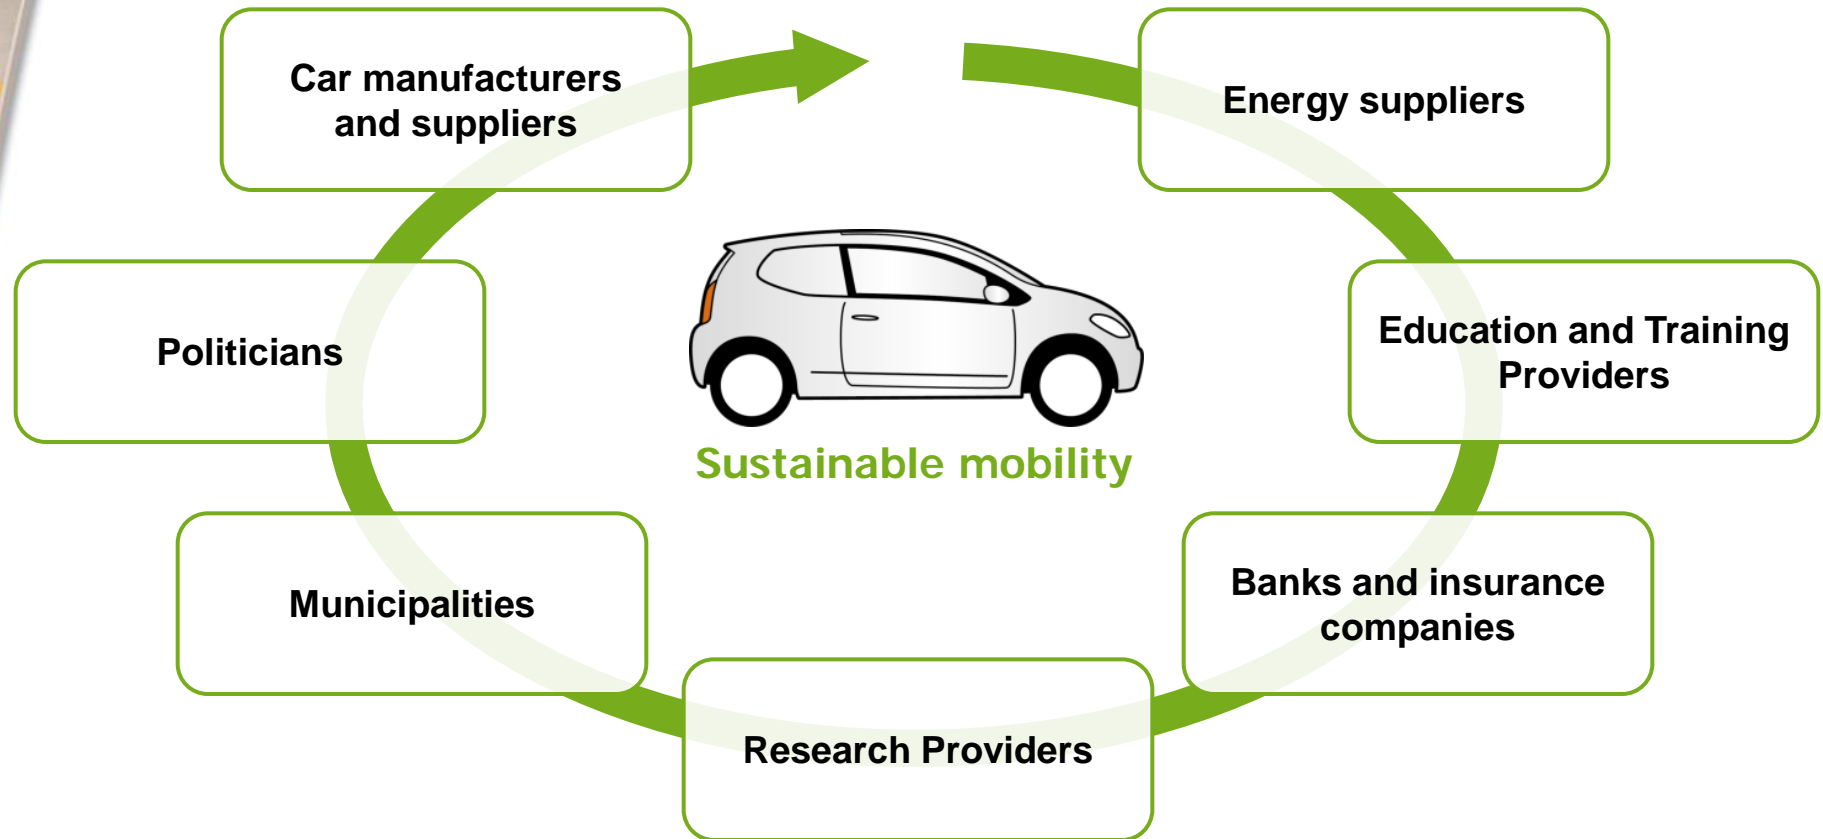 Car manufacturers
and suppliers
Energy suppliers
Politicians
Education and Training
Providers
Sustainable mobility
Municipalities
Banks and insurance
companies
Research Providers